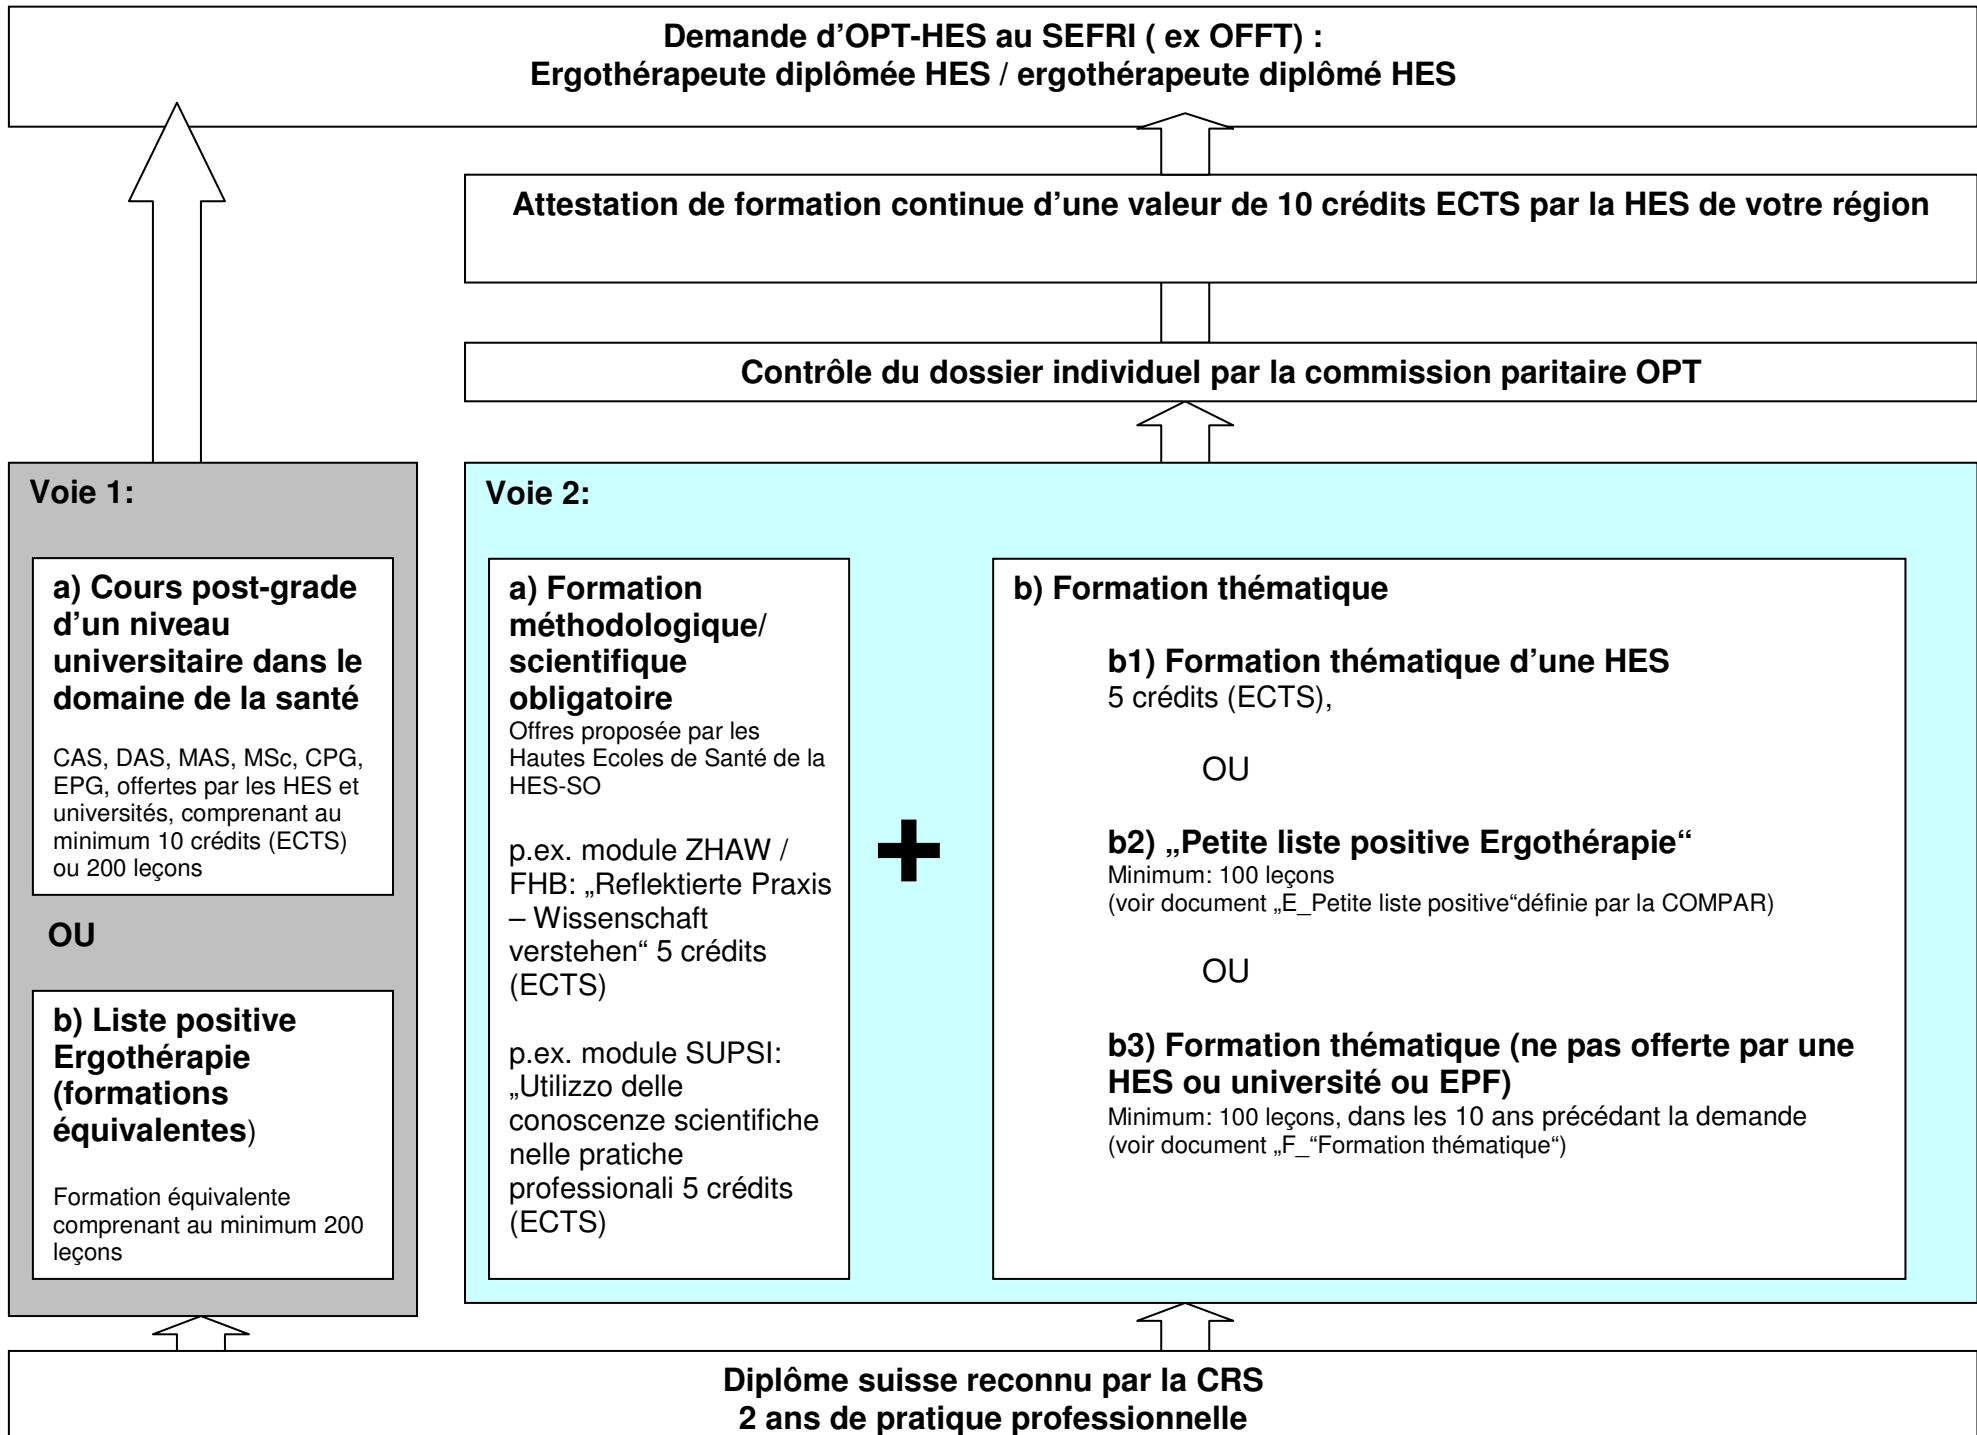 Demande d’OPT-HES au SEFRI ( ex OFFT) :
Ergothérapeute diplômée HES / ergothérapeute diplômé HES
Attestation de formation continue d’une valeur de 10 crédits ECTS par la HES de votre région
Contrôle du dossier individuel par la commission paritaire OPT
Voie 1:
a) Cours post-grade
d’un niveau
universitaire dans le
domaine de la santé
CAS, DAS, MAS, MSc, CPG,
EPG, offertes par les HES et
universités, comprenant au
minimum 10 crédits (ECTS)
ou 200 leçons
OU
b) Liste positive
Ergothérapie
(formations
équivalentes)
Formation équivalente
comprenant au minimum 200
leçons
Voie 2:
a) Formation
méthodologique/
scientifique
obligatoire
Offres proposée par les
Hautes Ecoles de Santé de la
HES-SO
p.ex. module ZHAW /
FHB: „Reflektierte Praxis
– Wissenschaft
verstehen“ 5 crédits
(ECTS)
p.ex. module SUPSI:
„Utilizzo delle
conoscenze scientifiche
nelle pratiche
professionali 5 crédits
(ECTS)
+
b) Formation thématique
b1) Formation thématique d’une HES
5 crédits (ECTS),
OU
b2) „Petite liste positive Ergothérapie“
Minimum: 100 leçons
(voir document „E_Petite liste positive“définie par la COMPAR)
OU
b3) Formation thématique (ne pas offerte par une
HES ou université ou EPF)
Minimum: 100 leçons, dans les 10 ans précédant la demande
(voir document „F_“Formation thématique“)
Diplôme suisse reconnu par la CRS
2 ans de pratique professionnelle